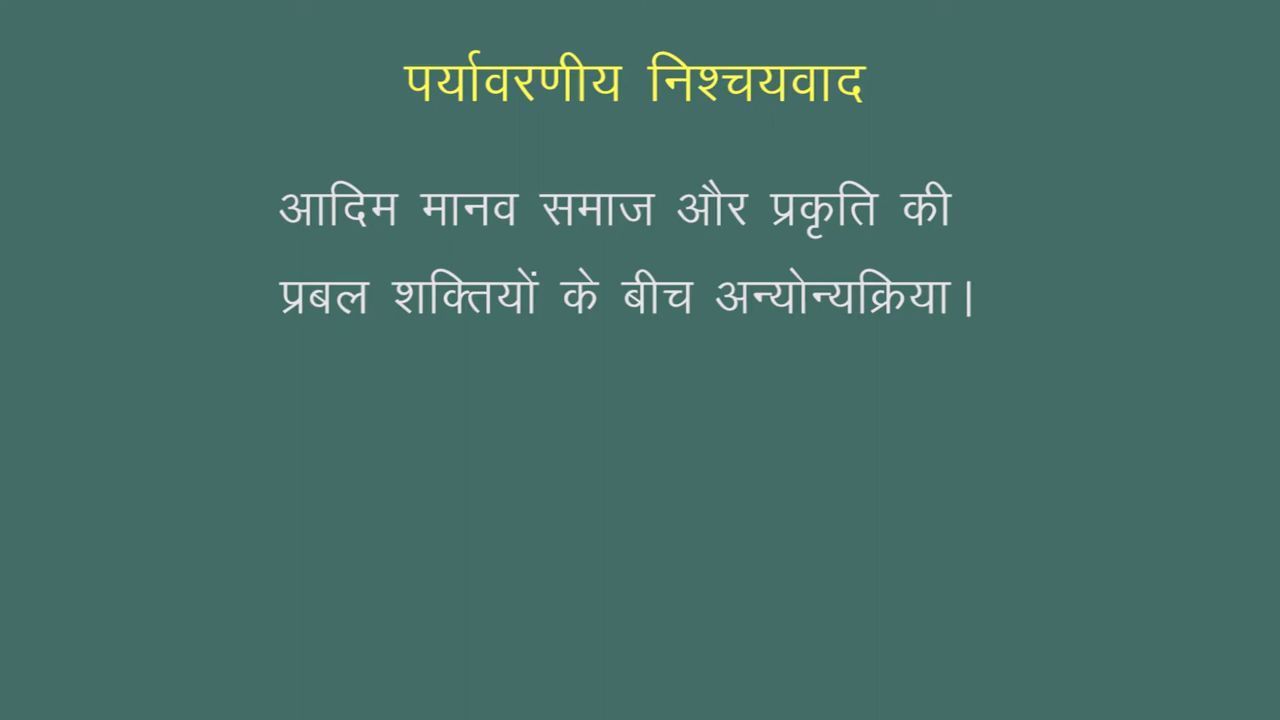 पर्यावरणीय निश्चयवाद
आदिम मानव समाज और प्रकृति की
प्रबल शक्तियों के बीच अन्योन्यक्रिया।